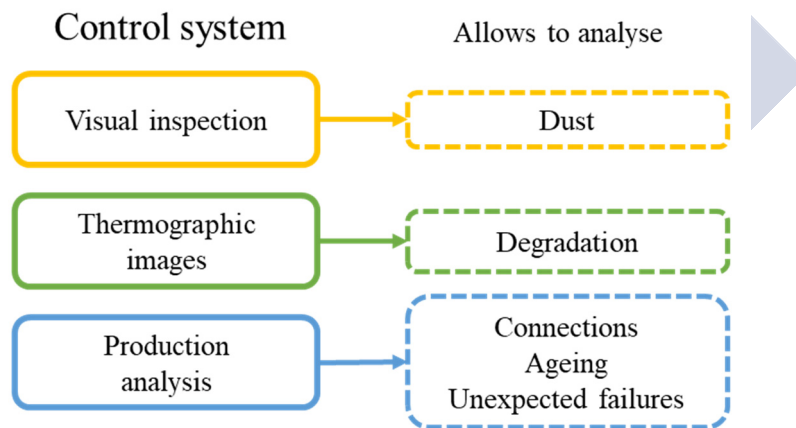 Control system
Allows to analyse
Visual inspection
Dust
Thermographic
images
Degradation
Production
analysis
Connections
Ageing
Unexpected failures